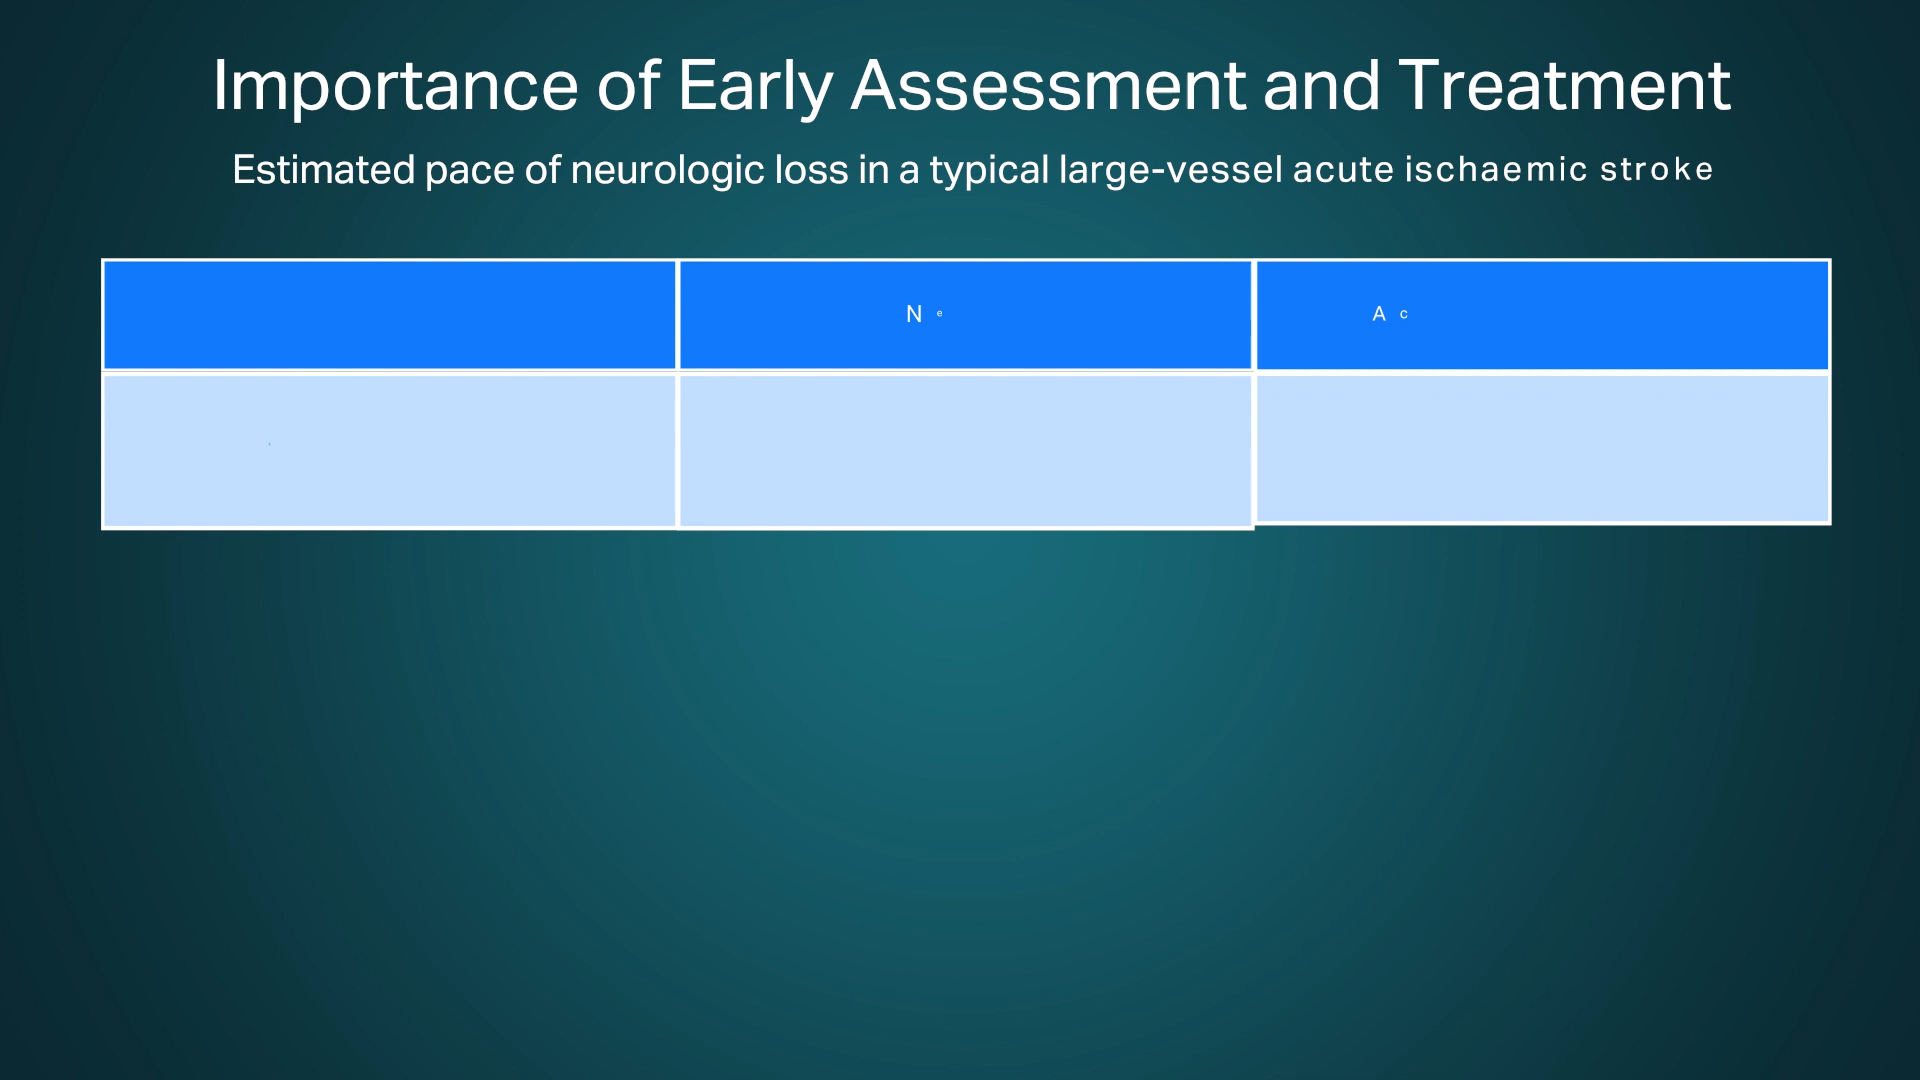 Importance of Early Assessment and Treatment
Estimated pace of neurologic loss in a typical large-vessel acute ischaemic stroke
N e
A c